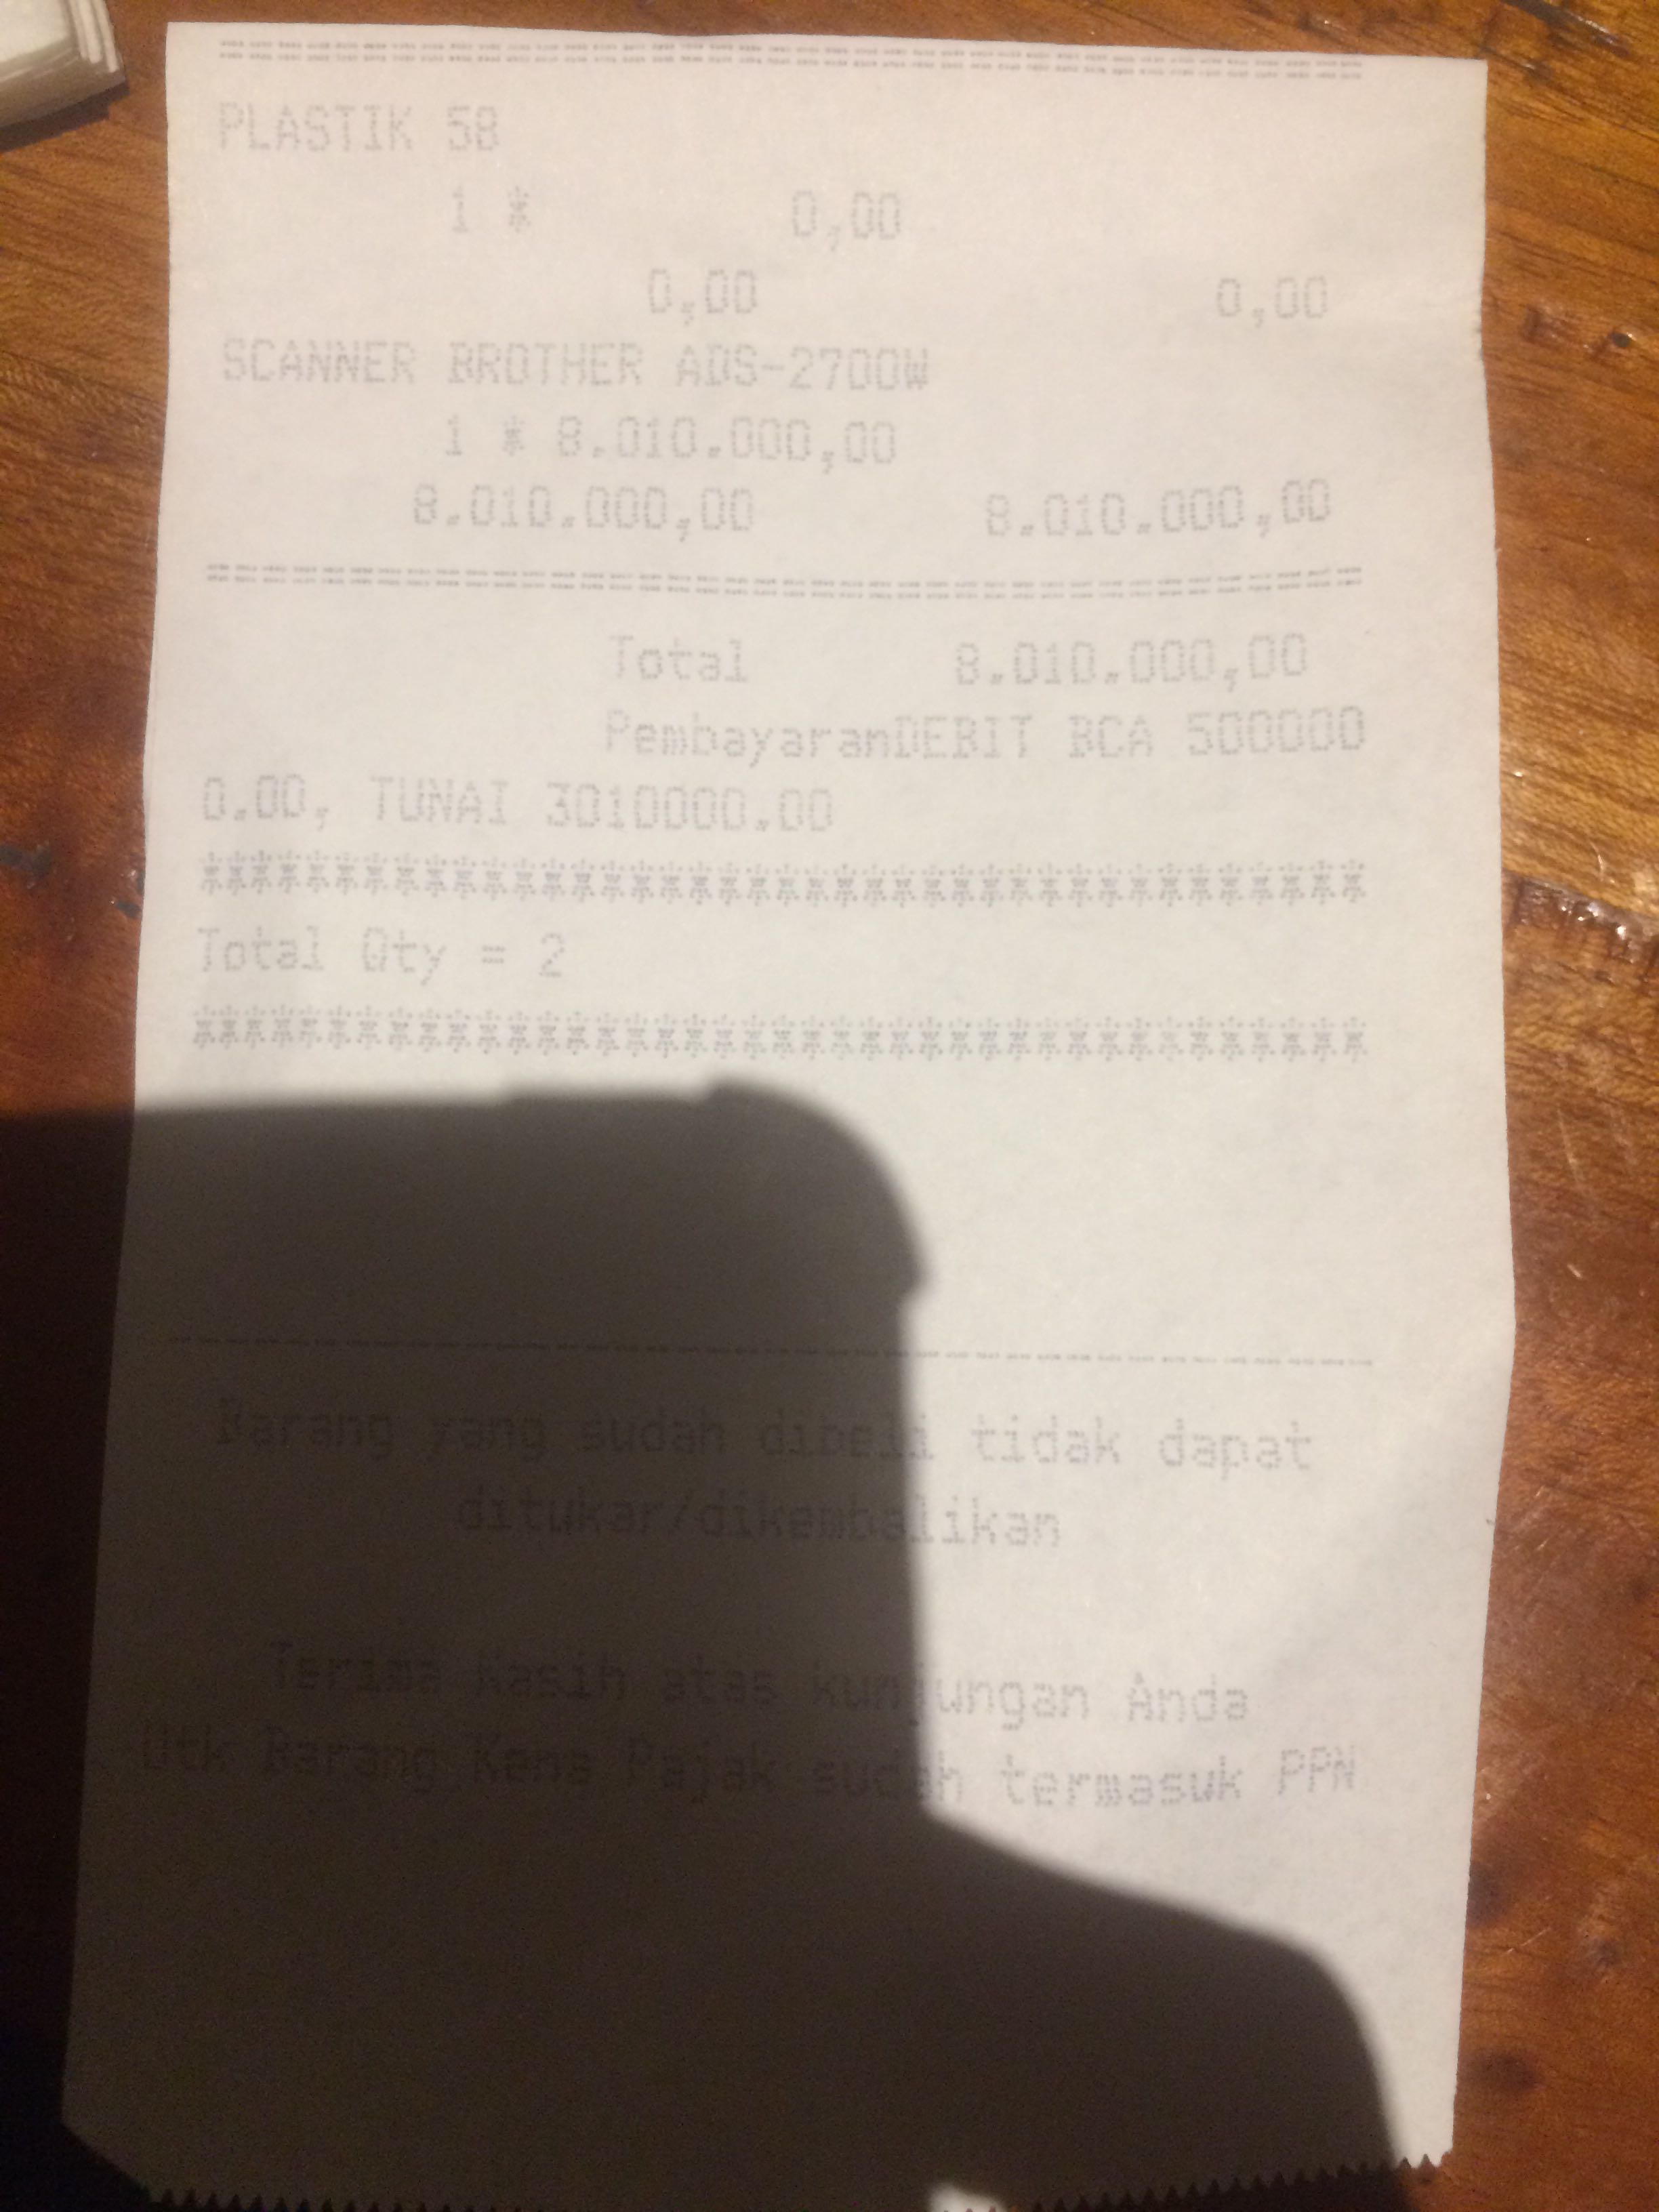 ================================
PLASTIK 58
1 * 0,00
0,00 0,00
SCANNER BROTHER ADS-2700W
1 * 8.010.000,00
8.010.000,00 8.010.000,00
================================
Total 8.010.000,00
PembayaranDEBIT BCA 500000
0.00, TUNAI 3010000.00
****************************************
Total Qty = 2
****************************************
----------------------------------------
Barang yang sudah dibeli tidak dapat
ditukar/dikembalikan
Terima Kasih atas kunjungan Anda
Utk Barang Kena Pajak sudah termasuk PPN